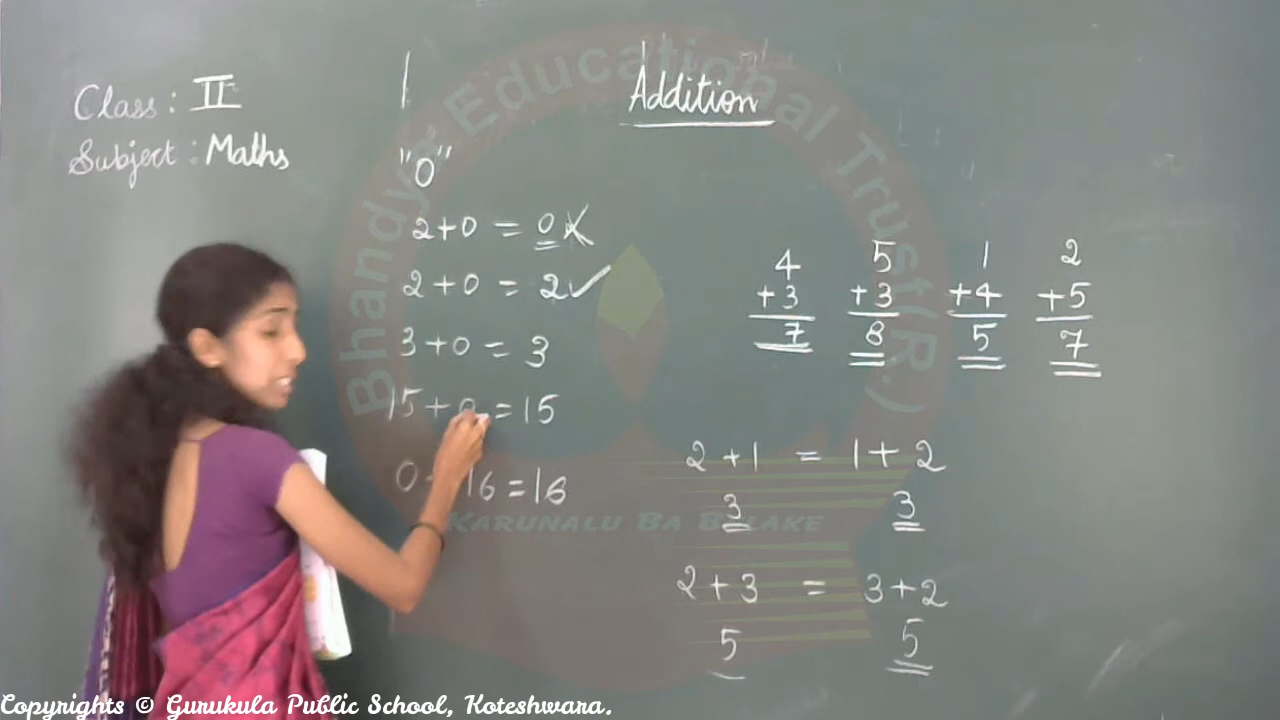 Class : II
Subject : Maths
Addition
"0"
2+0 = 0 X
2+0 = 2 ✓
3+0 = 3
15+0 = 15
0+16 = 16
4
+3
7
5
+3
8
1
+4
5
2
+5
7
2+1 = 1+2
3 3
2+3 = 3+2
5 5
Bhandya Educational Trust(R.)
KARUNALU BA BELAKE
Copyrights © Gurukula Public School, Koteshwara.